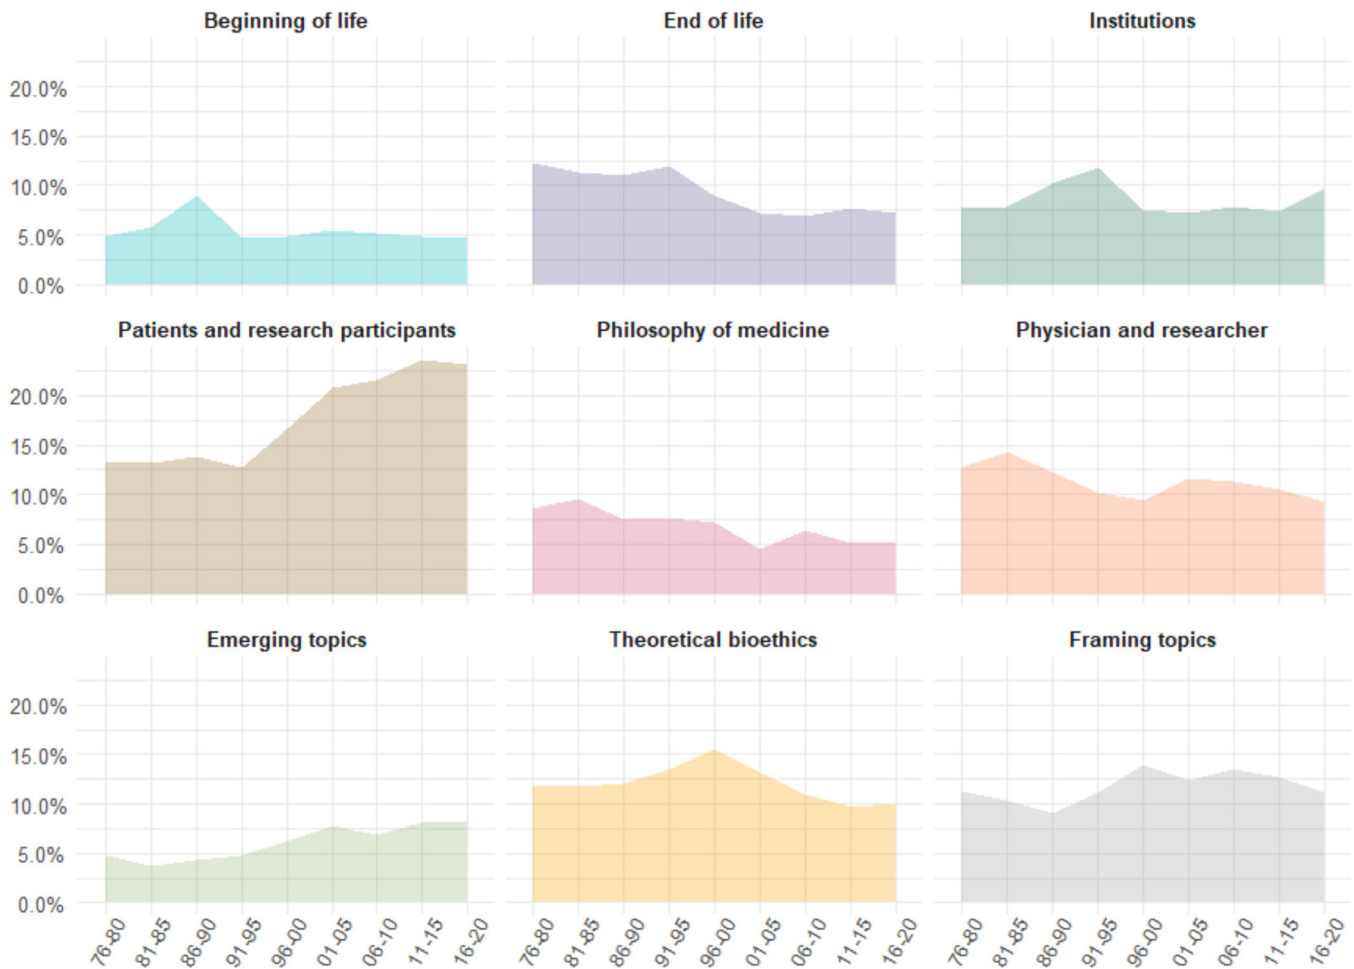 Beginning of life
End of life
Institutions
20.0%
15.0%
10.0%
5.0%
0.0%
Patients and research participants
Philosophy of medicine
Physician and researcher
20.0%
15.0%
10.0%
5.0%
0.0%
Emerging topics
Theoretical bioethics
Framing topics
20.0%
15.0%
10.0%
5.0%
0.0%
76-80 81-85 86-90 91-95 96-00 01-05 06-10 11-15 16-20
76-80 81-85 86-90 91-95 96-00 01-05 06-10 11-15 16-20
76-80 81-85 86-90 91-95 96-00 01-05 06-10 11-15 16-20